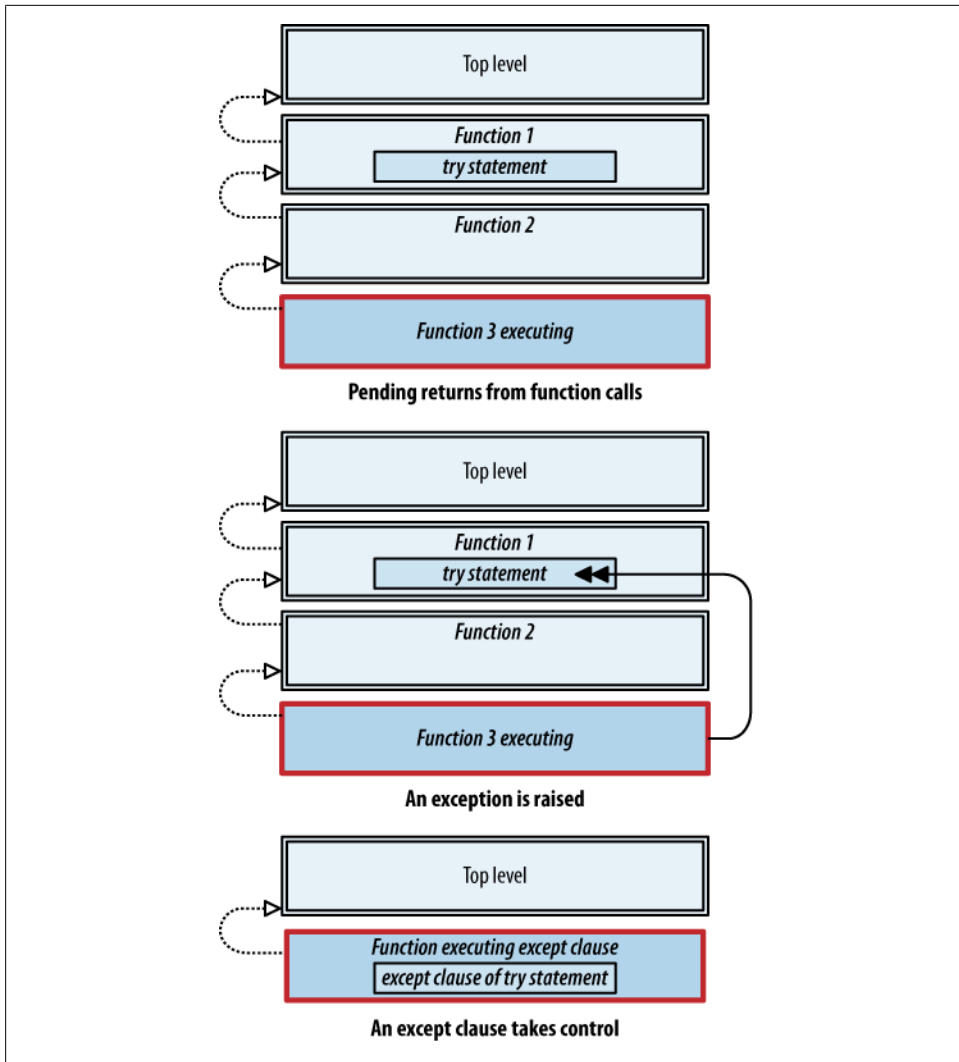 Top level
Function 1
try statement
Function 2
Function 3 executing
Pending returns from function calls
Top level
Function 1
try statement
Function 2
Function 3 executing
An exception is raised
Top level
Function executing except clause
except clause of try statement
An except clause takes control